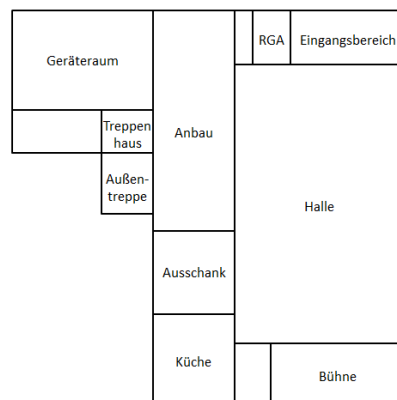 Geräteraum
RGA
Eingangsbereich
Treppen
haus
Anbau
Außen-
treppe
Halle
Ausschank
Küche
Bühne